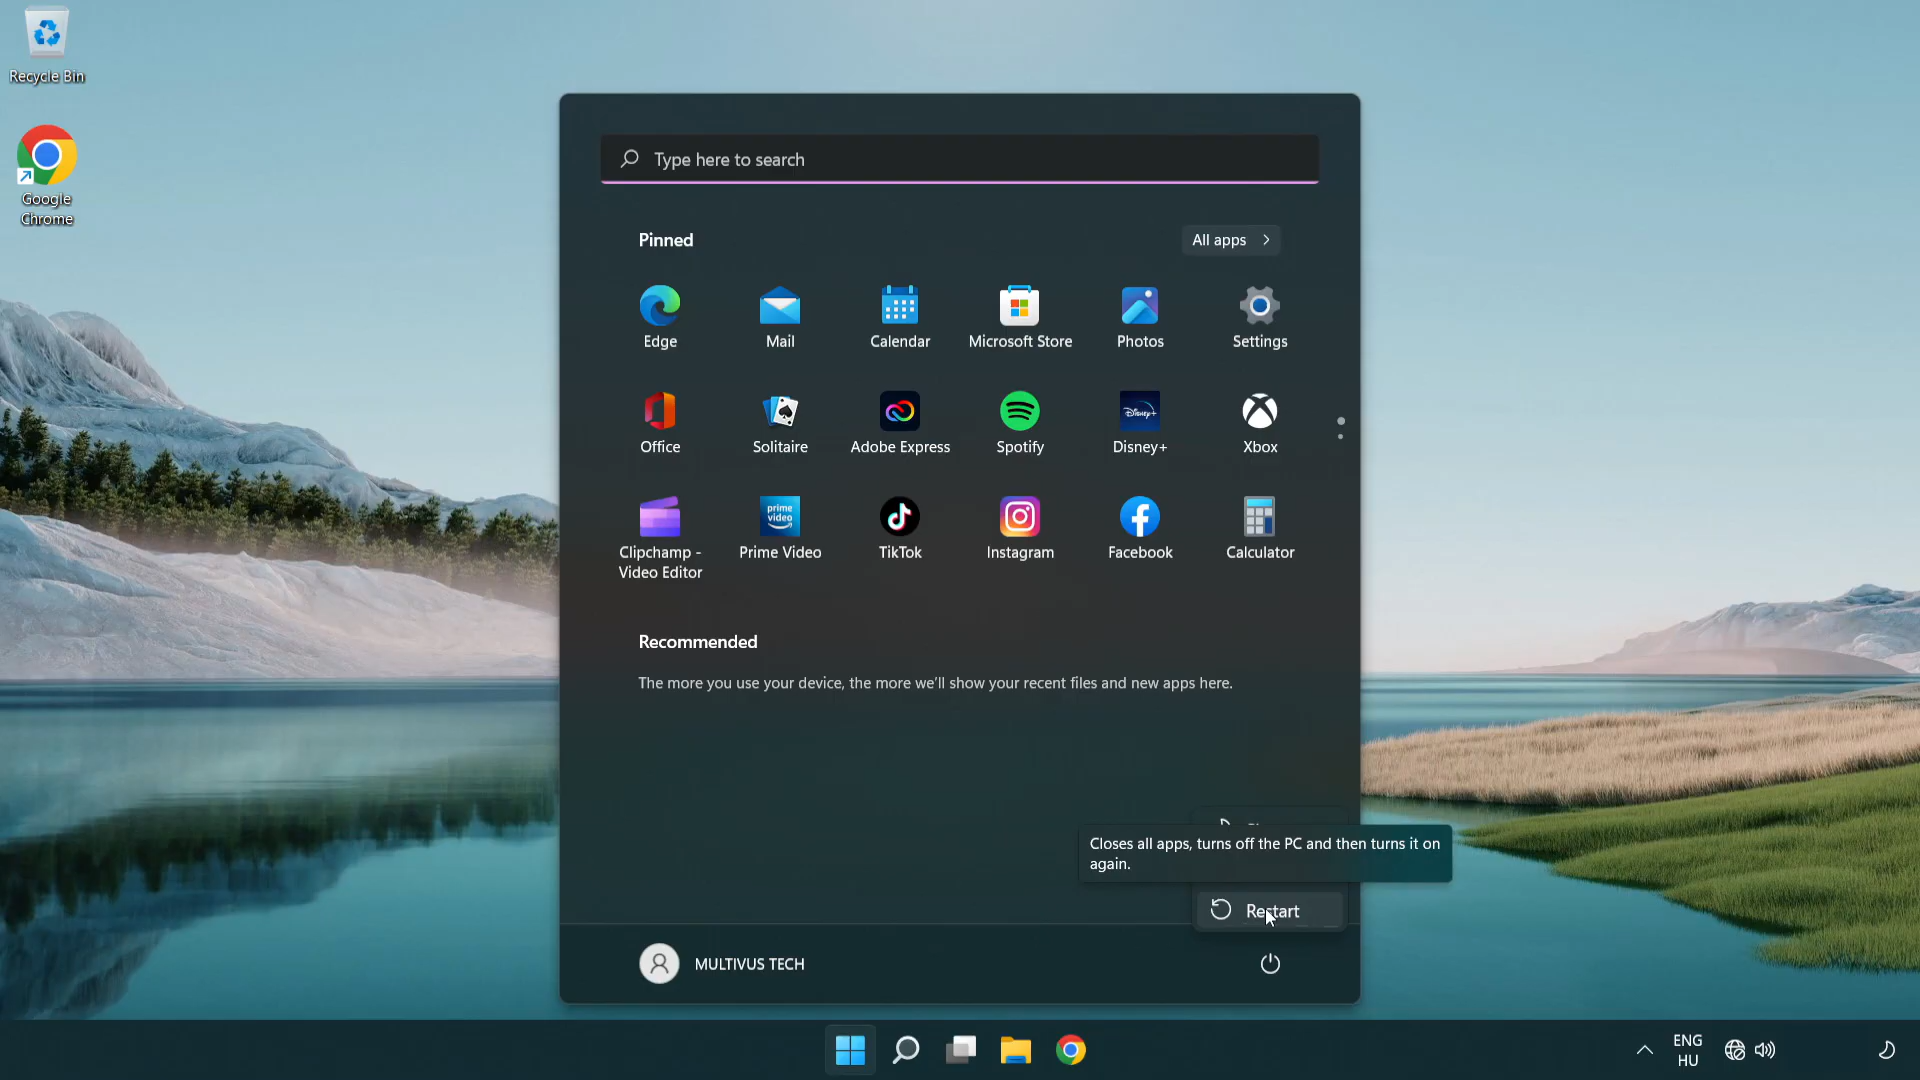 Recycle Bin
Google
Chrome
Type here to search
Pinned
All apps
Edge
Mail
Calendar
Microsoft Store
Photos
Settings
Office
Solitaire
Adobe Express
Spotify
Disney+
Disney+
Xbox
prime
video
Clipchamp -
Video Editor
Prime Video
TikTok
Instagram
Facebook
Calculator
Recommended
The more you use your device, the more we'll show your recent files and new apps here.
Closes all apps, turns off the PC and then turns it on
again.
Restart
MULTIVUS TECH
ENG
HU